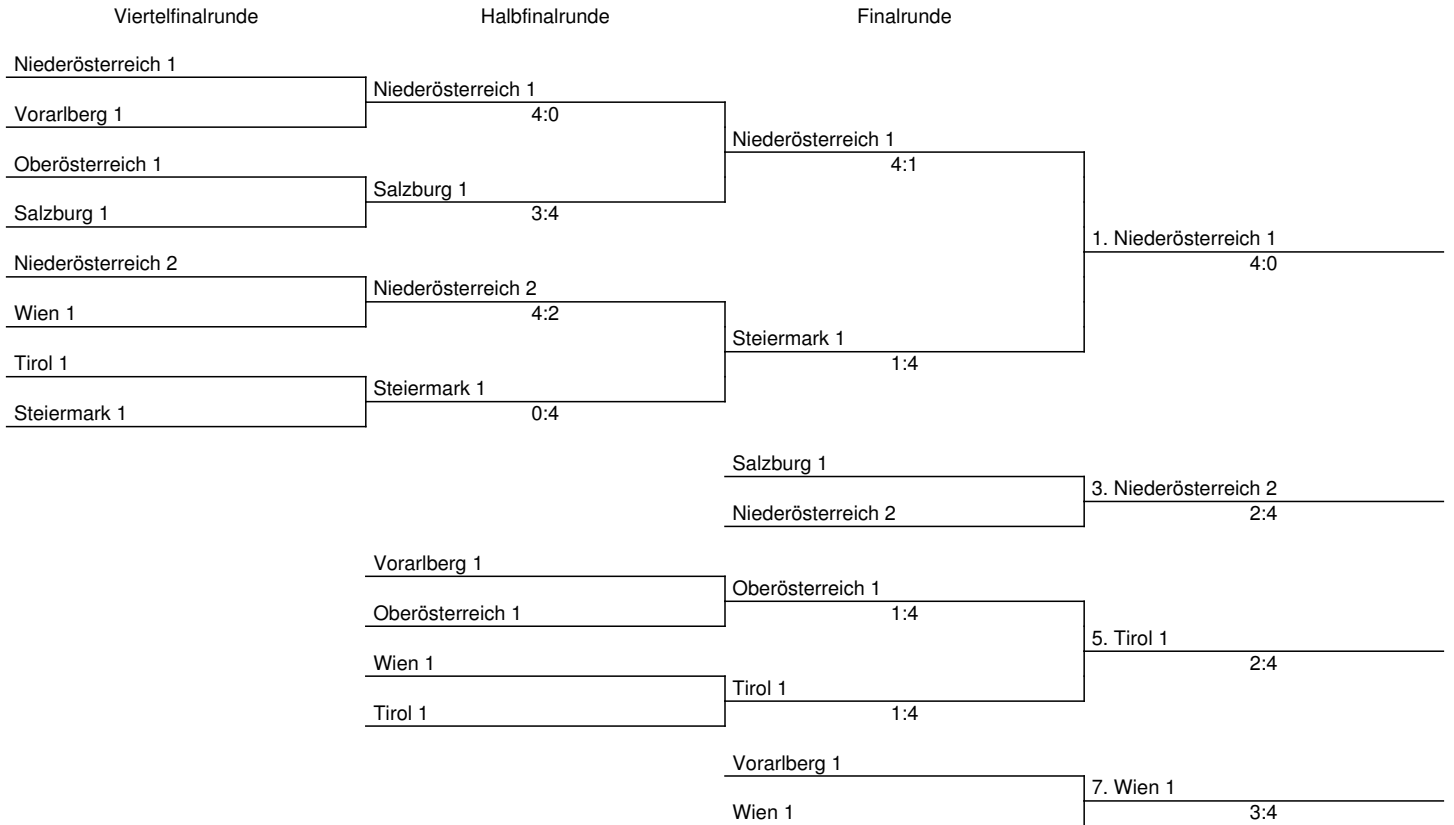 Viertelfinalrunde Halbfinalrunde Finalrunde
Niederösterreich 1
Niederösterreich 1
Vorarlberg 1
4:0
Niederösterreich 1
Oberösterreich 1
4:1
Salzburg 1
Salzburg 1
3:4
1. Niederösterreich 1
Niederösterreich 2
4:0
Niederösterreich 2
Wien 1
4:2
Steiermark 1
Tirol 1
1:4
Steiermark 1
Steiermark 1
0:4
Salzburg 1
3. Niederösterreich 2
Niederösterreich 2
2:4
Vorarlberg 1
Oberösterreich 1
Oberösterreich 1
1:4
5. Tirol 1
Wien 1
2:4
Tirol 1
Tirol 1
1:4
Vorarlberg 1
7. Wien 1
Wien 1
3:4